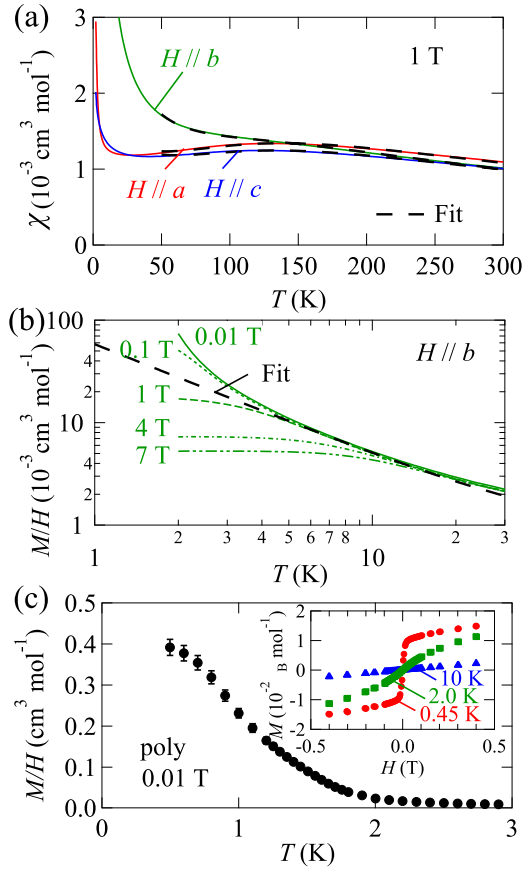 (a)
3
2
1
0
χ (10⁻³ cm³ mol⁻¹)
H // b
1 T
H // a
H // c
Fit
0
50
100
150
200
250
300
T (K)
(b)
100
4
2
10
4
2
1
M/H (10⁻³ cm³ mol⁻¹)
0.01 T
0.1 T
1 T
4 T
7 T
Fit
H // b
1
2
3
4
5
6
7
8
10
2
3
T (K)
(c)
0.5
0.4
0.3
0.2
0.1
0.0
M/H (cm³ mol⁻¹)
poly
0.01 T
0
1
2
3
T (K)
2
1
0
-1
-2
M (10⁻² B mol⁻¹)
10 K
2.0 K
0.45 K
-0.4
0.0
0.4
H (T)